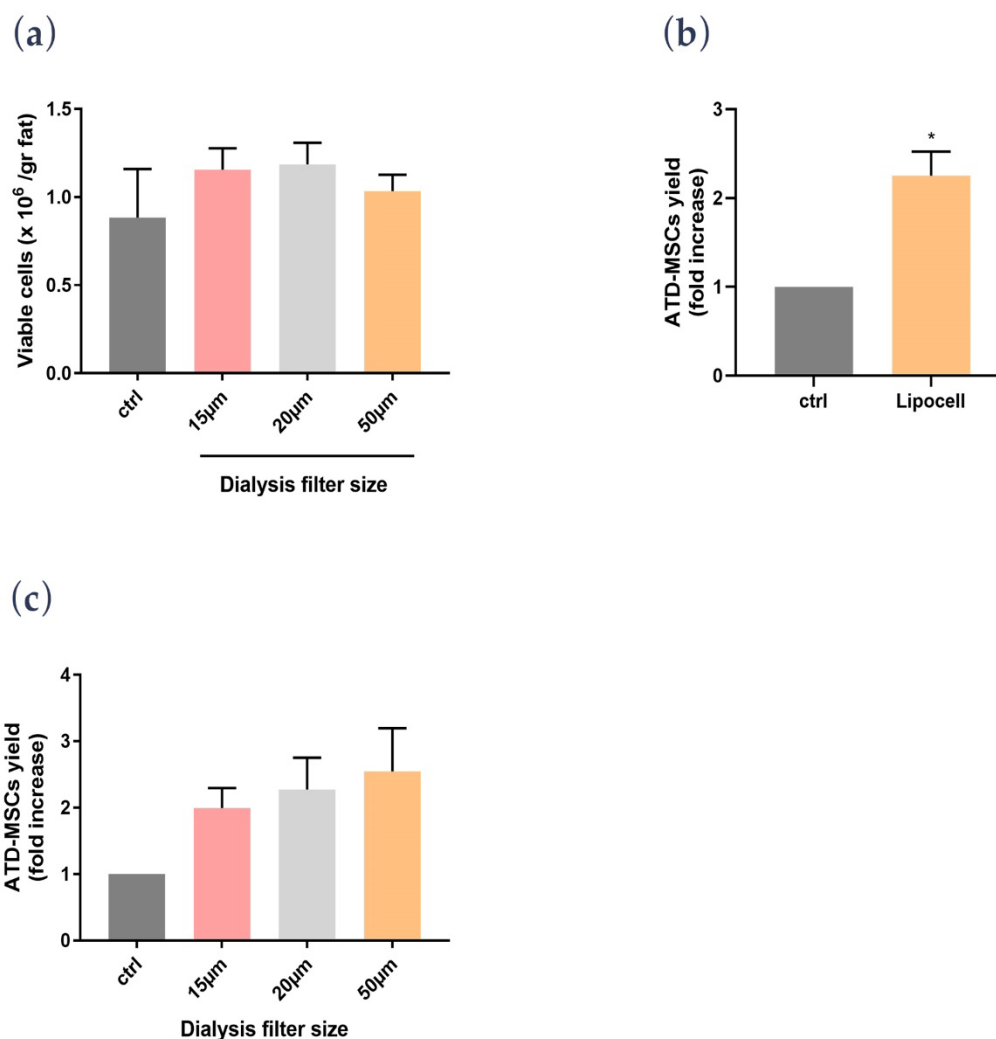 (a)
Viable cells (x 10⁶ /gr fat)
1.5
1.0
0.5
0.0
ctrl
15µm
20µm
50µm
Dialysis filter size
(b)
ATD-MSCs yield
(fold increase)
3
2
1
0
*
ctrl
Lipocell
(c)
ATD-MSCs yield
(fold increase)
4
3
2
1
0
ctrl
15µm
20µm
50µm
Dialysis filter size